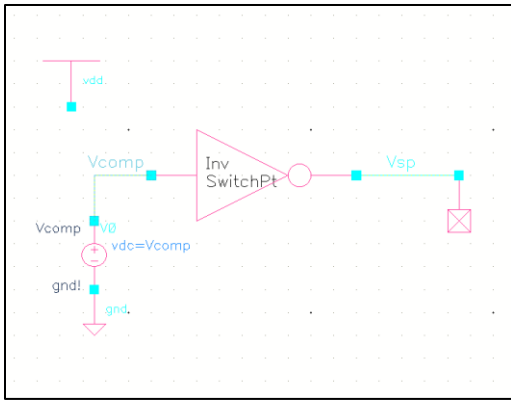 vdd.
Vcomp
Inv
SwitchPt
Vsp
Vcomp
V0
vdc=Vcomp
gnd!
gnd